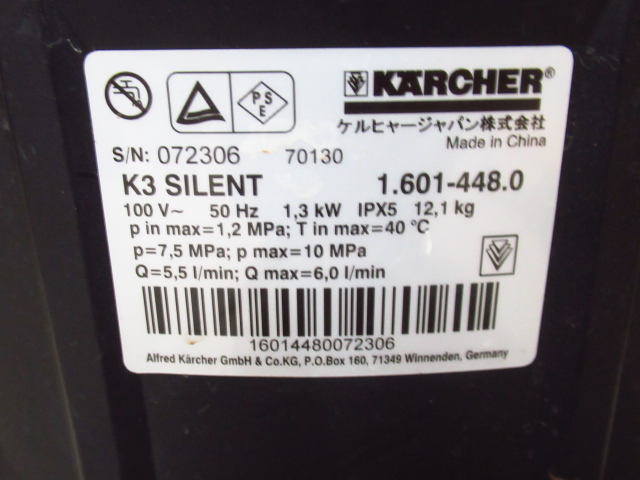 PSE
KÄRCHER®
ケルヒャージャパン株式会社
Made in China
S/N: 072306 70130
K3 SILENT 1.601-448.0
100 V~ 50 Hz 1,3 kW IPX5 12,1 kg
p in max=1,2 MPa; T in max=40 °C
p=7,5 MPa; p max=10 MPa
Q=5,5 l/min; Q max=6,0 l/min
16014480072306
Alfred Kärcher GmbH & Co.KG, P.O.Box 160, 71349 Winnenden, Germany